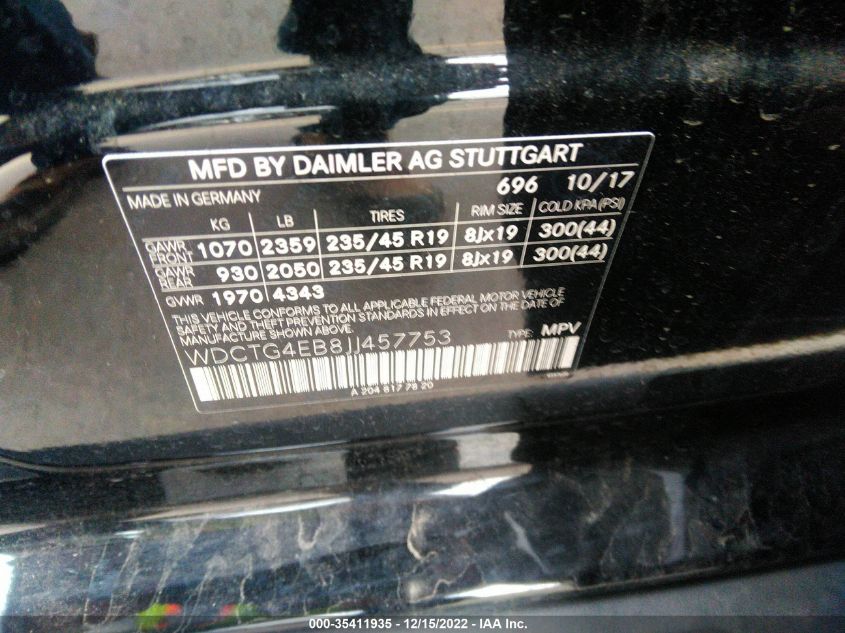 MFD BY DAIMLER AG STUTTGART
696 10/17
MADE IN GERMANY
KG LB TIRES RIM SIZE COLD KPA (PSI)
GAWR FRONT 1070 2359 235/45 R19 8Jx19 300(44)
GAWR REAR 930 2050 235/45 R19 8Jx19 300(44)
GVWR 1970 4343
THIS VEHICLE CONFORMS TO ALL APPLICABLE FEDERAL MOTOR VEHICLE
SAFETY AND THEFT PREVENTION STANDARDS IN EFFECT ON THE DATE OF
MANUFACTURE SHOWN ABOVE.
WDCTG4EB8JJ457753 TYPE: MPV
A 204 817 78 20
000-35411935 - 12/15/2022 - IAA Inc.